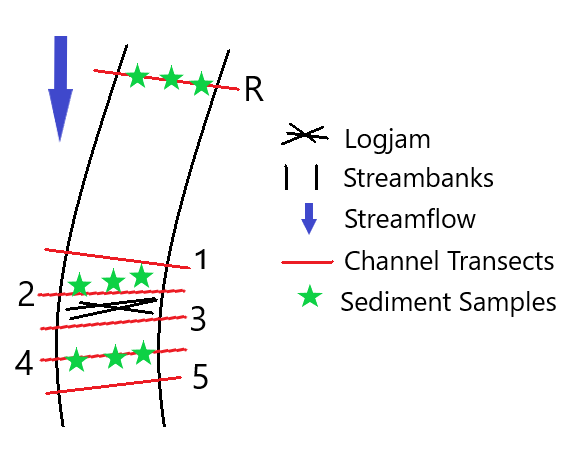 R
Logjam
Streambanks
Streamflow
1
Channel Transects
2
Sediment Samples
3
4
5